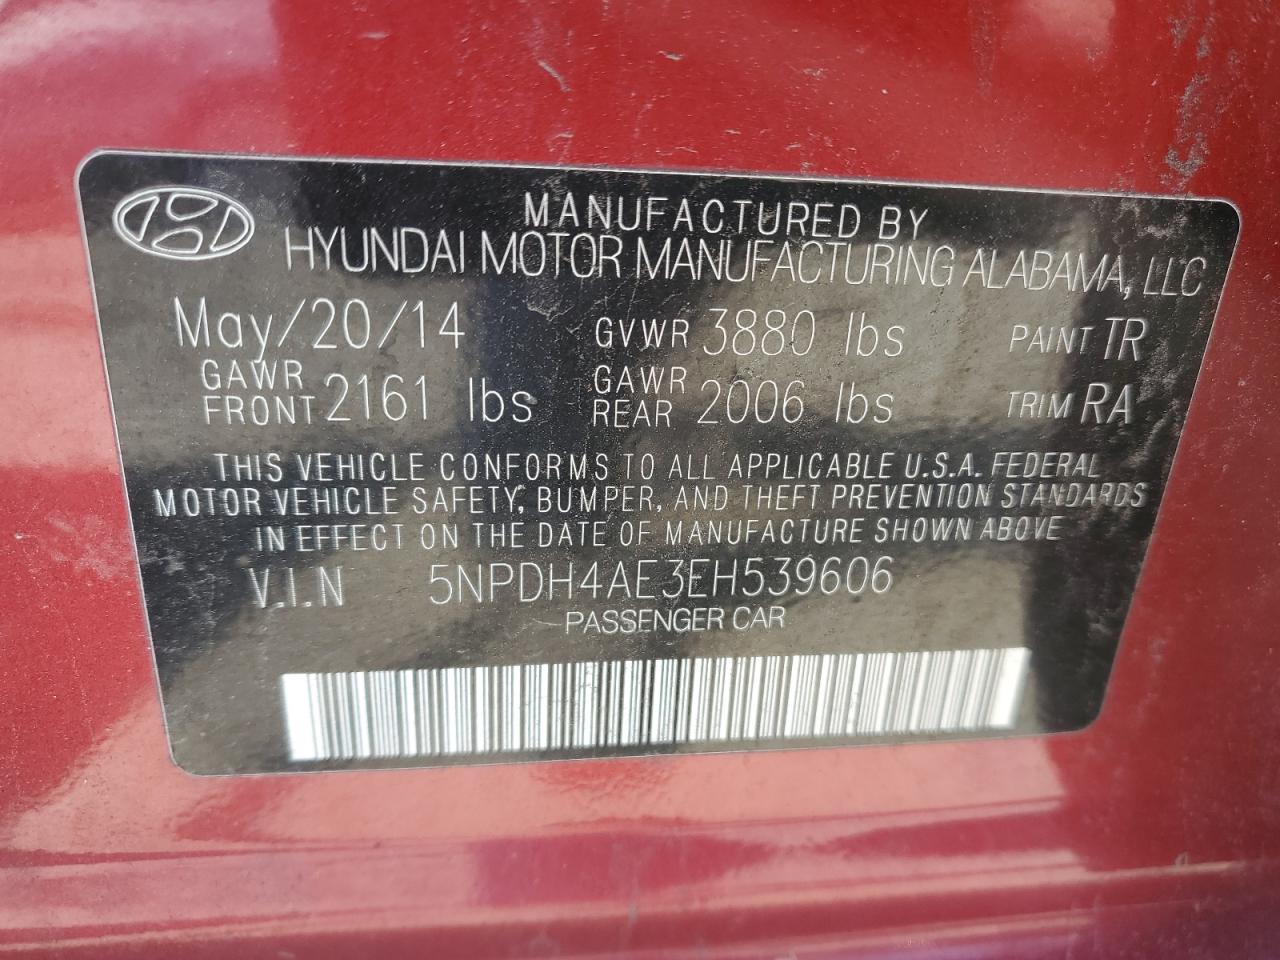 MANUFACTURED BY
HYUNDAI MOTOR MANUFACTURING ALABAMA, LLC
May/20/14 GVWR 3880 lbs PAINT TR
GAWR FRONT 2161 lbs GAWR REAR 2006 lbs TRIM RA
THIS VEHICLE CONFORMS TO ALL APPLICABLE U.S.A. FEDERAL
MOTOR VEHICLE SAFETY, BUMPER, AND THEFT PREVENTION STANDARDS
IN EFFECT ON THE DATE OF MANUFACTURE SHOWN ABOVE
V.I.N 5NPDH4AE3EH539606
PASSENGER CAR